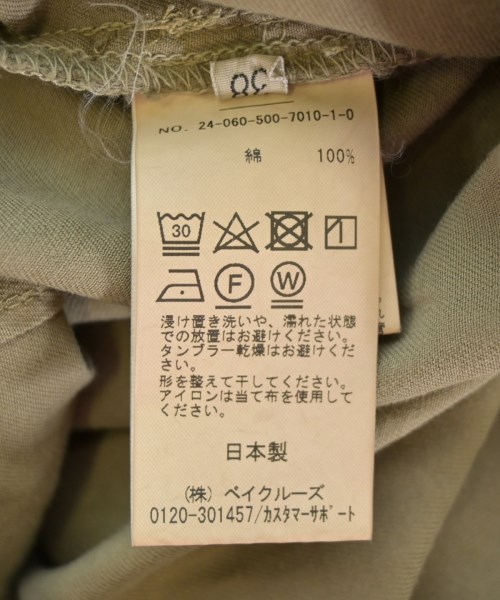 NO. 24-060-500-7010-1-0
綿 100%
30
F W
浸け置き洗いや、濡れた状態
での放置はお避けください。
タンブラー乾燥はお避けくだ
さい。
形を整えて干してください。
アイロンは当て布を使用して
ください。
日本製
(株) ベイクルーズ
0120-301457/カスタマーサポート